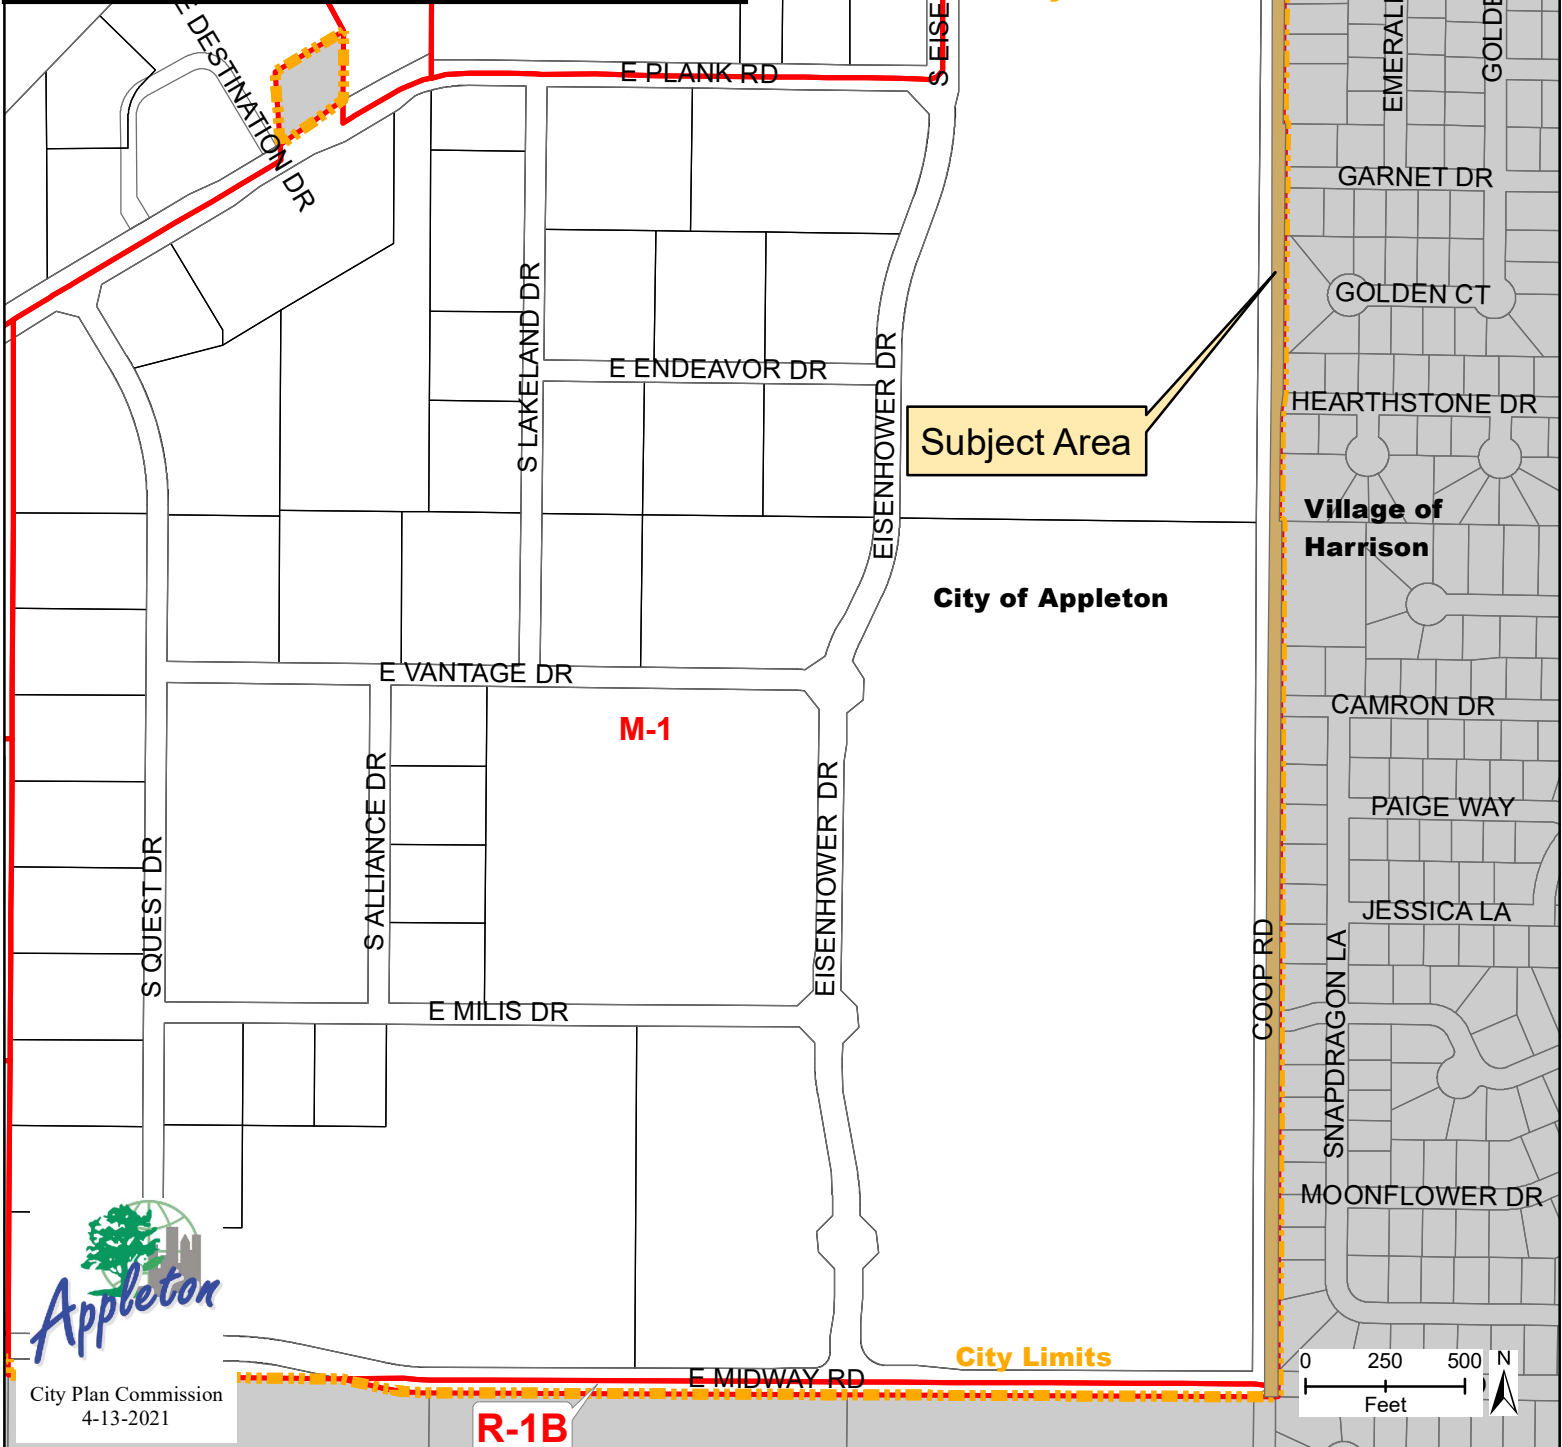 E DESTINATION DR
E PLANK RD
S EISE
EMERAL
GOLDE
GARNET DR
GOLDEN CT
S LAKELAND DR
E ENDEAVOR DR
EISENHOWER DR
HEARTHSTONE DR
Subject Area
Village of
Harrison
City of Appleton
E VANTAGE DR
M-1
CAMRON DR
S ALLIANCE DR
EISENHOWER DR
PAIGE WAY
S QUEST DR
JESSICA LA
COOP RD
SNAPDRAGON LA
E MILIS DR
MOONFLOWER DR
Appleton
City Limits
E MIDWAY RD
0 250 500
Feet
N
City Plan Commission
4-13-2021
R-1B